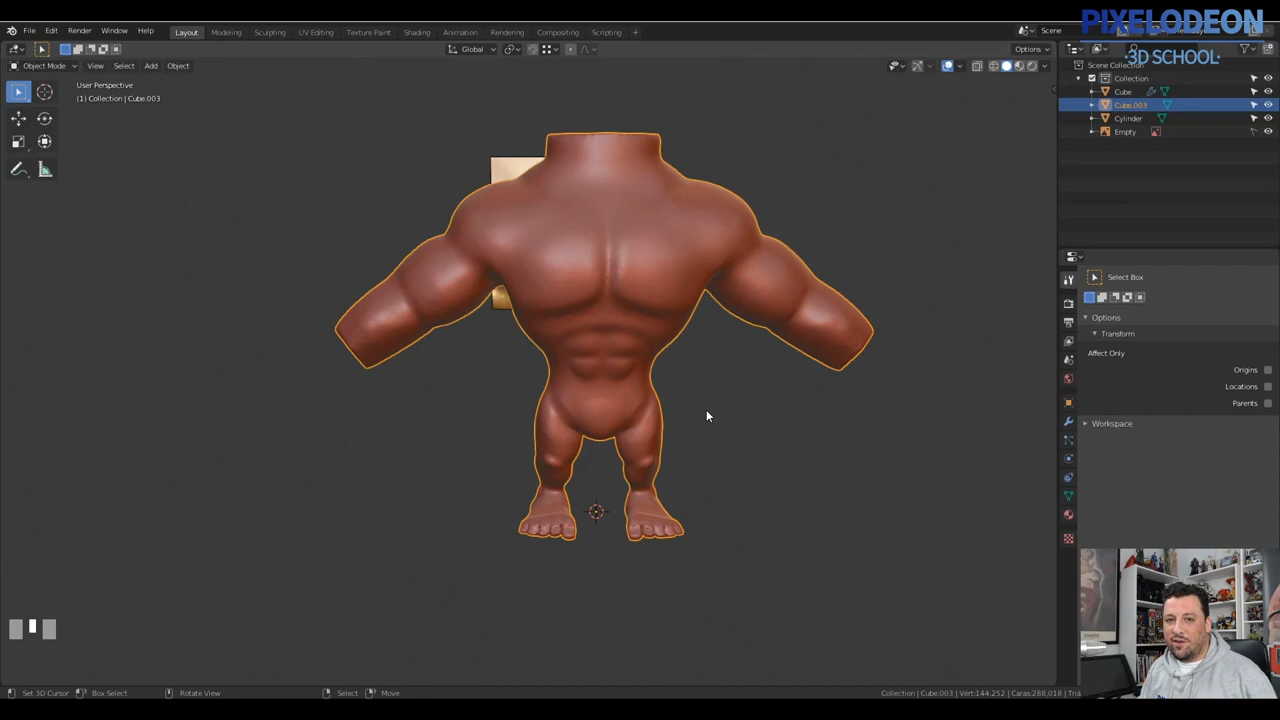 PIXELODEON
·3D SCHOOL·
File Edit Render Window Help
Layout Modeling Sculpting UV Editing Texture Paint Shading Animation Rendering Compositing Scripting +
Scene
Global
Options
Object Mode View Select Add Object
User Perspective
(1) Collection | Cube.003
Scene Collection
Collection
Cube
Cube.003
Cylinder
Empty
Select Box
Options
Transform
Affect Only
Origins
Locations
Parents
Workspace
Set 3D Cursor Box Select Rotate View Select Move
Collection | Cube.003 | Vert:144.252 | Caras:288.018 | Tria